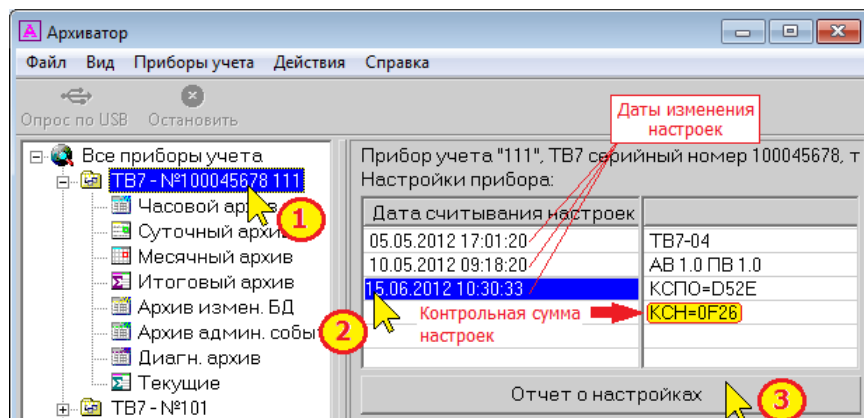 Архиватор
Файл Вид Приборы учета Действия Справка
Опрос по USB Остановить
Даты изменения
настроек
Все приборы учета
ТВ7 - №100045678 111
Часовой архив
Суточный архив
Месячный архив
Итоговый архив
Архив измен. БД
Архив админ. событ
Диагн. архив
Текущие
ТВ7 - №101
1
Прибор учета "111", ТВ7 серийный номер 100045678, т
Настройки прибора:
Дата считывания настроек
05.05.2012 17:01:20 ТВ7-04
10.05.2012 09:18:20 АВ 1.0 ПВ 1.0
15.06.2012 10:30:33 КСПО=D52E
КСН=0F26
2
Контрольная сумма
настроек
Отчет о настройках
3